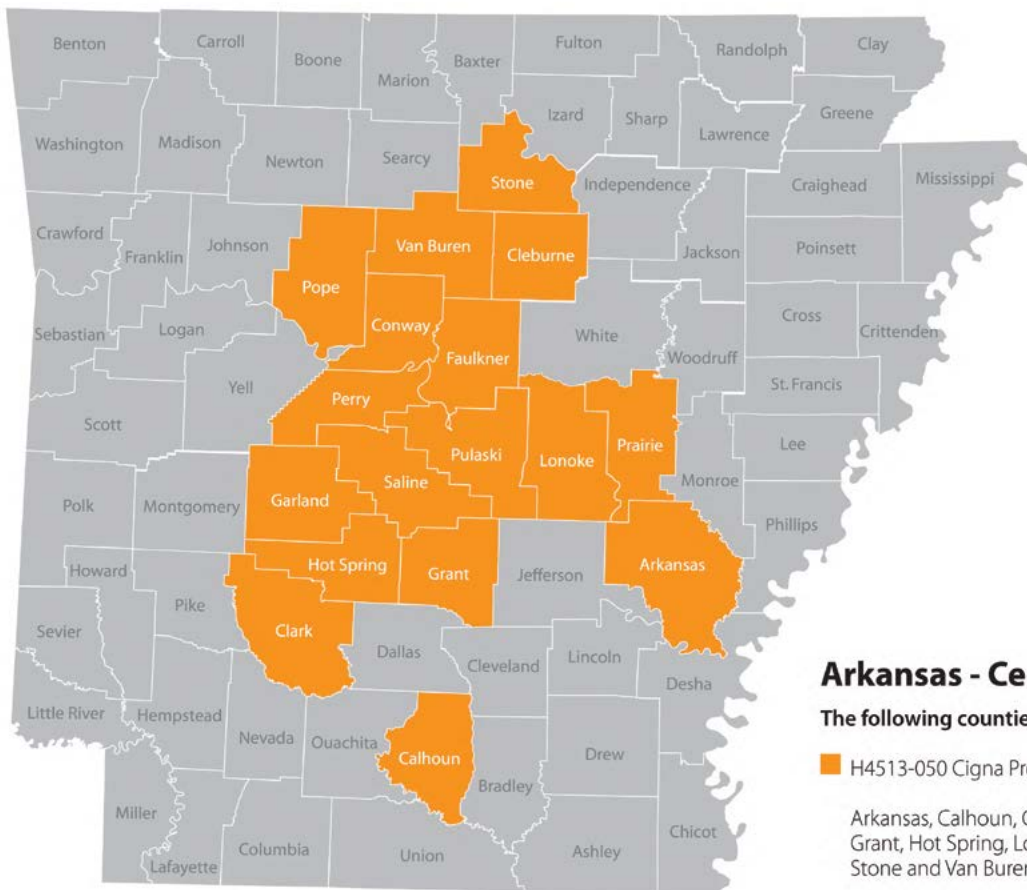 Benton
Carroll
Boone
Marion
Baxter
Fulton
Randolph
Clay
Washington
Madison
Newton
Searcy
Stone
Izard
Sharp
Lawrence
Greene
Independence
Craighead
Mississippi
Crawford
Franklin
Johnson
Pope
Van Buren
Cleburne
Jackson
Poinsett
Sebastian
Logan
Conway
Faulkner
White
Woodruff
Cross
Crittenden
Scott
Yell
Perry
Pulaski
Lonoke
Prairie
St. Francis
Lee
Polk
Montgomery
Garland
Saline
Monroe
Phillips
Howard
Pike
Hot Spring
Grant
Jefferson
Arkansas
Sevier
Clark
Dallas
Cleveland
Lincoln
Desha
Little River
Hempstead
Nevada
Ouachita
Calhoun
Bradley
Drew
Miller
Lafayette
Columbia
Union
Ashley
Chicot
Arkansas - Ce
The following countie
H4513-050 Cigna Pr
Arkansas, Calhoun, C
Grant, Hot Spring, Lo
Stone and Van Buren